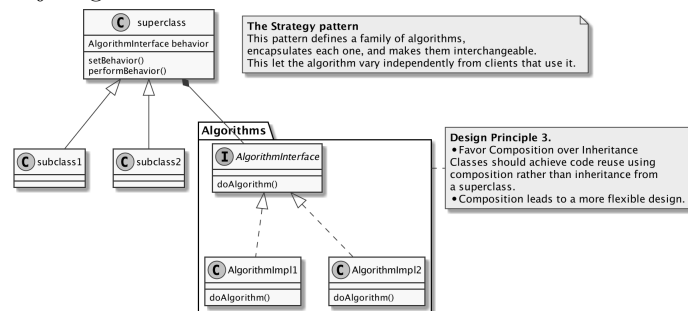 C superclass
AlgorithmInterface behavior
setBehavior()
performBehavior()
The Strategy pattern
This pattern defines a family of algorithms,
encapsulates each one, and makes them interchangeable.
This let the algorithm vary independently from clients that use it.
C subclass1
C subclass2
Algorithms
I AlgorithmInterface
doAlgorithm()
Design Principle 3.
• Favor Composition over Inheritance
Classes should achieve code reuse using
composition rather than inheritance from
a superclass.
• Composition leads to a more flexible design.
C AlgorithmImpl1
doAlgorithm()
C AlgorithmImpl2
doAlgorithm()